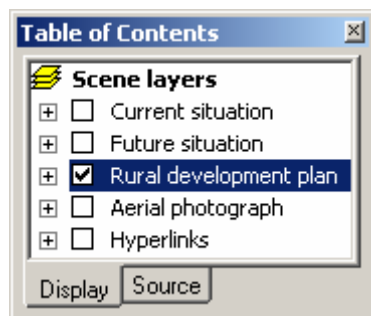 Table of Contents
Scene layers
Current situation
Future situation
Rural development plan
Aerial photograph
Hyperlinks
Display Source